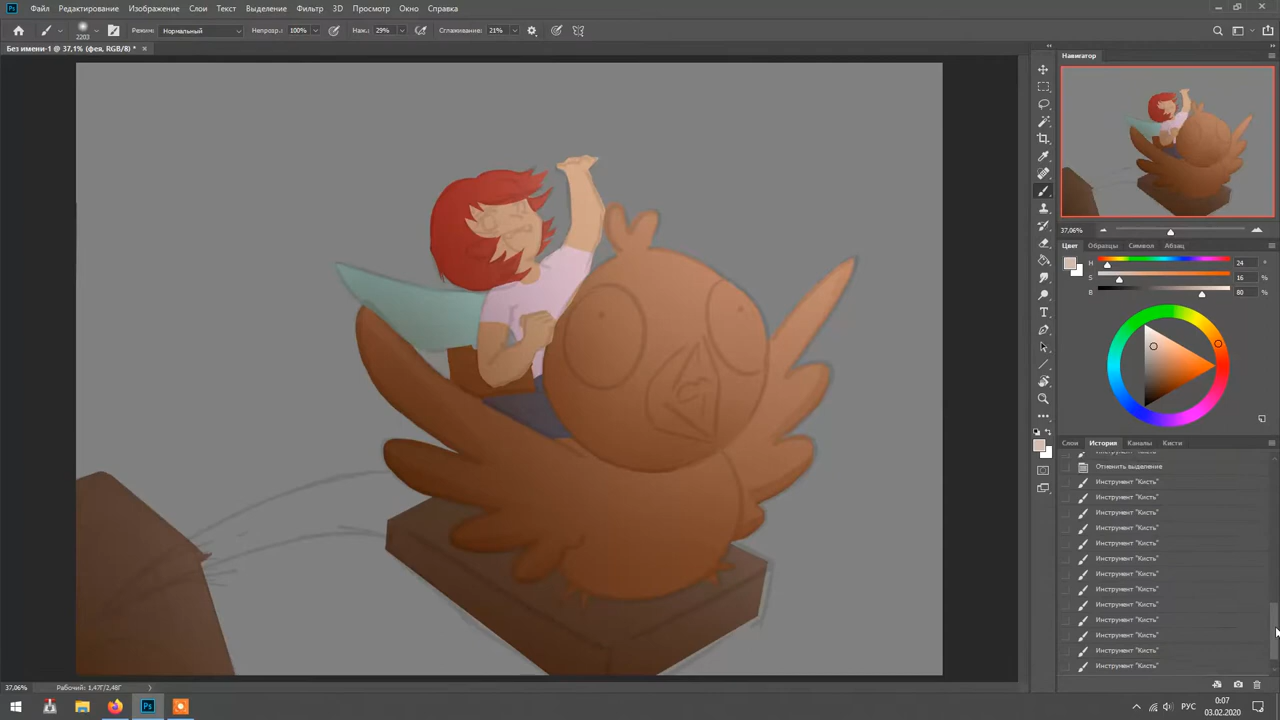 Файл Редактирование Изображение Слои Текст Выделение Фильтр 3D Просмотр Окно Справка
2203 Режим: Нормальный Непрозр.: 100% Наж.: 29% Сглаживание: 21%
Без имени-1 @ 37,1% (фея, RGB/8) *
Навигатор
37,06%
Цвет Образцы Символ Абзац
H 24 °
S 16 %
B 80 %
Слои История Каналы Кисти
Отменить выделение
Инструмент "Кисть"
Инструмент "Кисть"
Инструмент "Кисть"
Инструмент "Кисть"
Инструмент "Кисть"
Инструмент "Кисть"
Инструмент "Кисть"
Инструмент "Кисть"
Инструмент "Кисть"
Инструмент "Кисть"
Инструмент "Кисть"
Инструмент "Кисть"
Инструмент "Кисть"
37,06% Рабочий: 1,47Г/2,48Г
Ps
РУС
0:07
03.02.2020